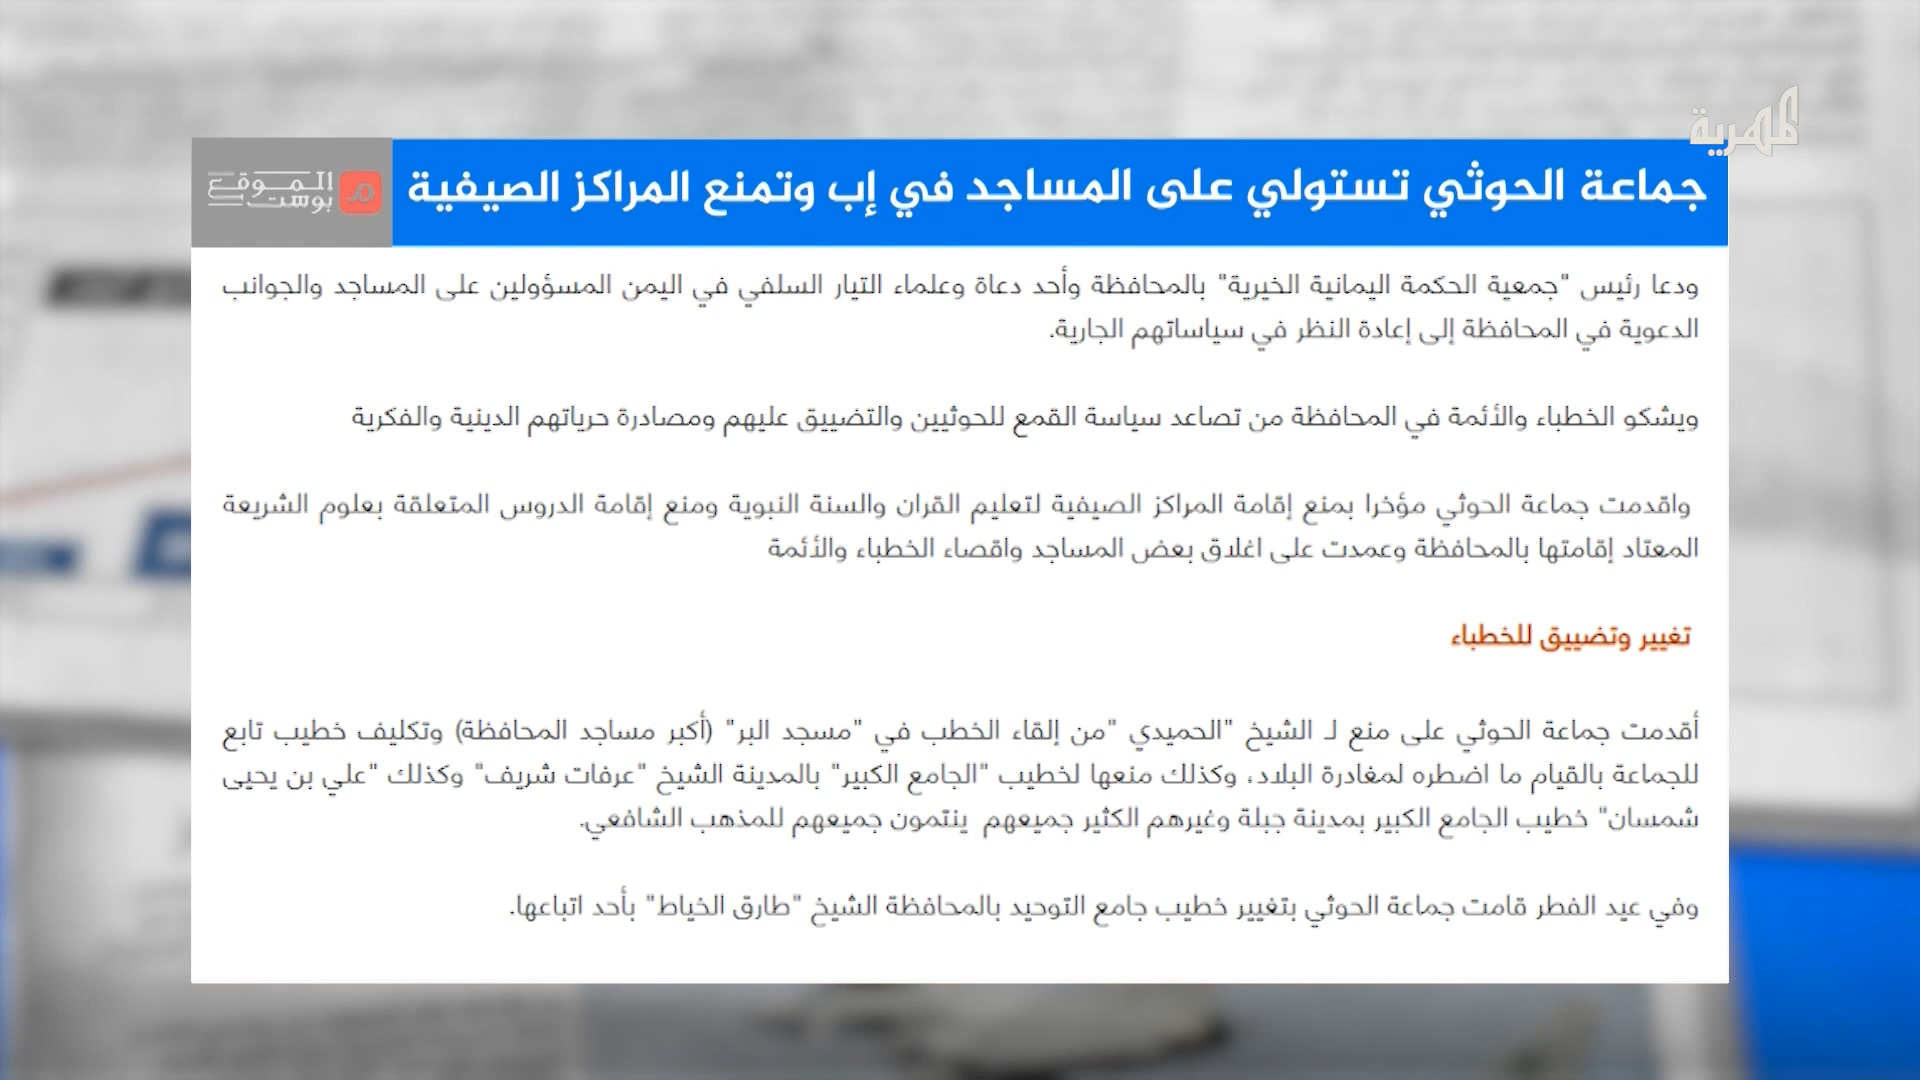 المهرية
جماعة الحوثي تستولي على المساجد في إب وتمنع المراكز الصيفية
الموقع
بوست
ودعا رئيس "جمعية الحكمة اليمانية الخيرية" بالمحافظة وأحد دعاة وعلماء التيار السلفي في اليمن المسؤولين على المساجد والجوانب
الدعوية في المحافظة إلى إعادة النظر في سياساتهم الجارية.
ويشكو الخطباء والأئمة في المحافظة من تصاعد سياسة القمع للحوثيين والتضييق عليهم ومصادرة حرياتهم الدينية والفكرية
واقدمت جماعة الحوثي مؤخرا بمنع إقامة المراكز الصيفية لتعليم القران والسنة النبوية ومنع إقامة الدروس المتعلقة بعلوم الشريعة
المعتاد إقامتها بالمحافظة وعمدت على اغلاق بعض المساجد واقصاء الخطباء والأئمة
تغيير وتضييق للخطباء
أقدمت جماعة الحوثي على منع لـ الشيخ "الحميدي "من إلقاء الخطب في "مسجد البر" (أكبر مساجد المحافظة) وتكليف خطيب تابع
للجماعة بالقيام ما اضطره لمغادرة البلاد، وكذلك منعها لخطيب "الجامع الكبير" بالمدينة الشيخ "عرفات شريف" وكذلك "علي بن يحيى
شمسان" خطيب الجامع الكبير بمدينة جبلة وغيرهم الكثير جميعهم  ينتمون جميعهم للمذهب الشافعي.
وفي عيد الفطر قامت جماعة الحوثي بتغيير خطيب جامع التوحيد بالمحافظة الشيخ "طارق الخياط" بأحد اتباعها.